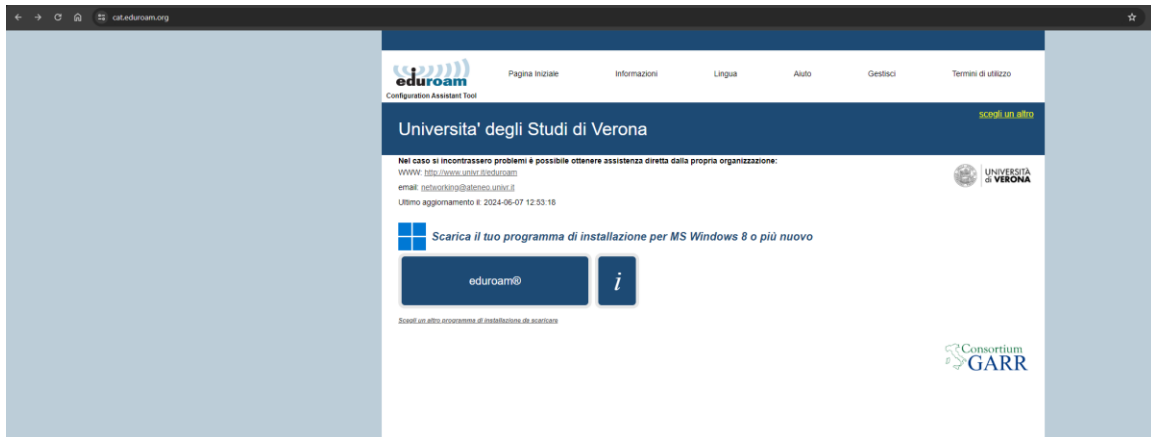 cat.eduroam.org
eduroam
Configuration Assistant Tool
Pagina Iniziale Informazioni Lingua Aiuto Gestisci Termini di utilizzo
scegli un altro
Universita' degli Studi di Verona
Nel caso si incontrassero problemi è possibile ottenere assistenza diretta dalla propria organizzazione:
WWW: http://www.univr.it/eduroam
email: networking@ateneo.univr.it
Ultimo aggiornamento il: 2024-06-07 12:53:18
UNIVERSITÀ
di VERONA
Scarica il tuo programma di installazione per MS Windows 8 o più nuovo
eduroam®
i
Scegli un altro programma di installazione da scaricare
Consortium
GARR